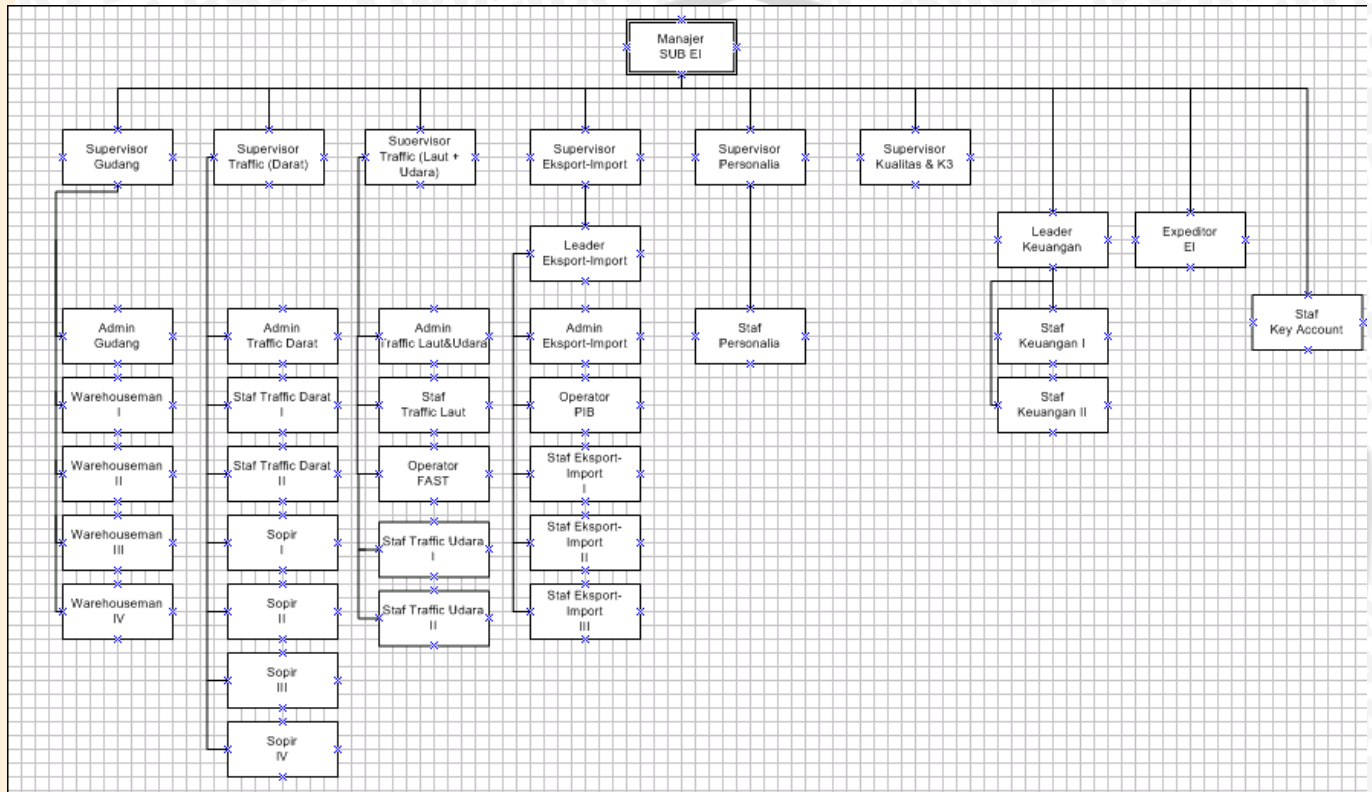 Manajer
SUB EI
Supervisor
Gudang
Supervisor
Traffic (Darat)
Supervisor
Traffic (Laut +
Udara)
Supervisor
Eksport-Import
Supervisor
Personalia
Supervisor
Kualitas & K3
Leader
Keuangan
Expeditor
EI
Leader
Eksport-Import
Staf
Key Account
Admin
Gudang
Admin
Traffic Darat
Admin
Traffic Laut&Udara
Admin
Eksport-Import
Staf
Personalia
Staf
Keuangan I
Warehouseman
I
Staf Traffic Darat
I
Staf
Traffic Laut
Operator
PIB
Staf
Keuangan II
Warehouseman
II
Staf Traffic Darat
II
Operator
FAST
Staf Eksport-
Import
I
Warehouseman
III
Sopir
I
Staf Traffic Udara
I
Staf Eksport-
Import
II
Warehouseman
IV
Sopir
II
Staf Traffic Udara
II
Staf Eksport-
Import
III
Sopir
III
Sopir
IV